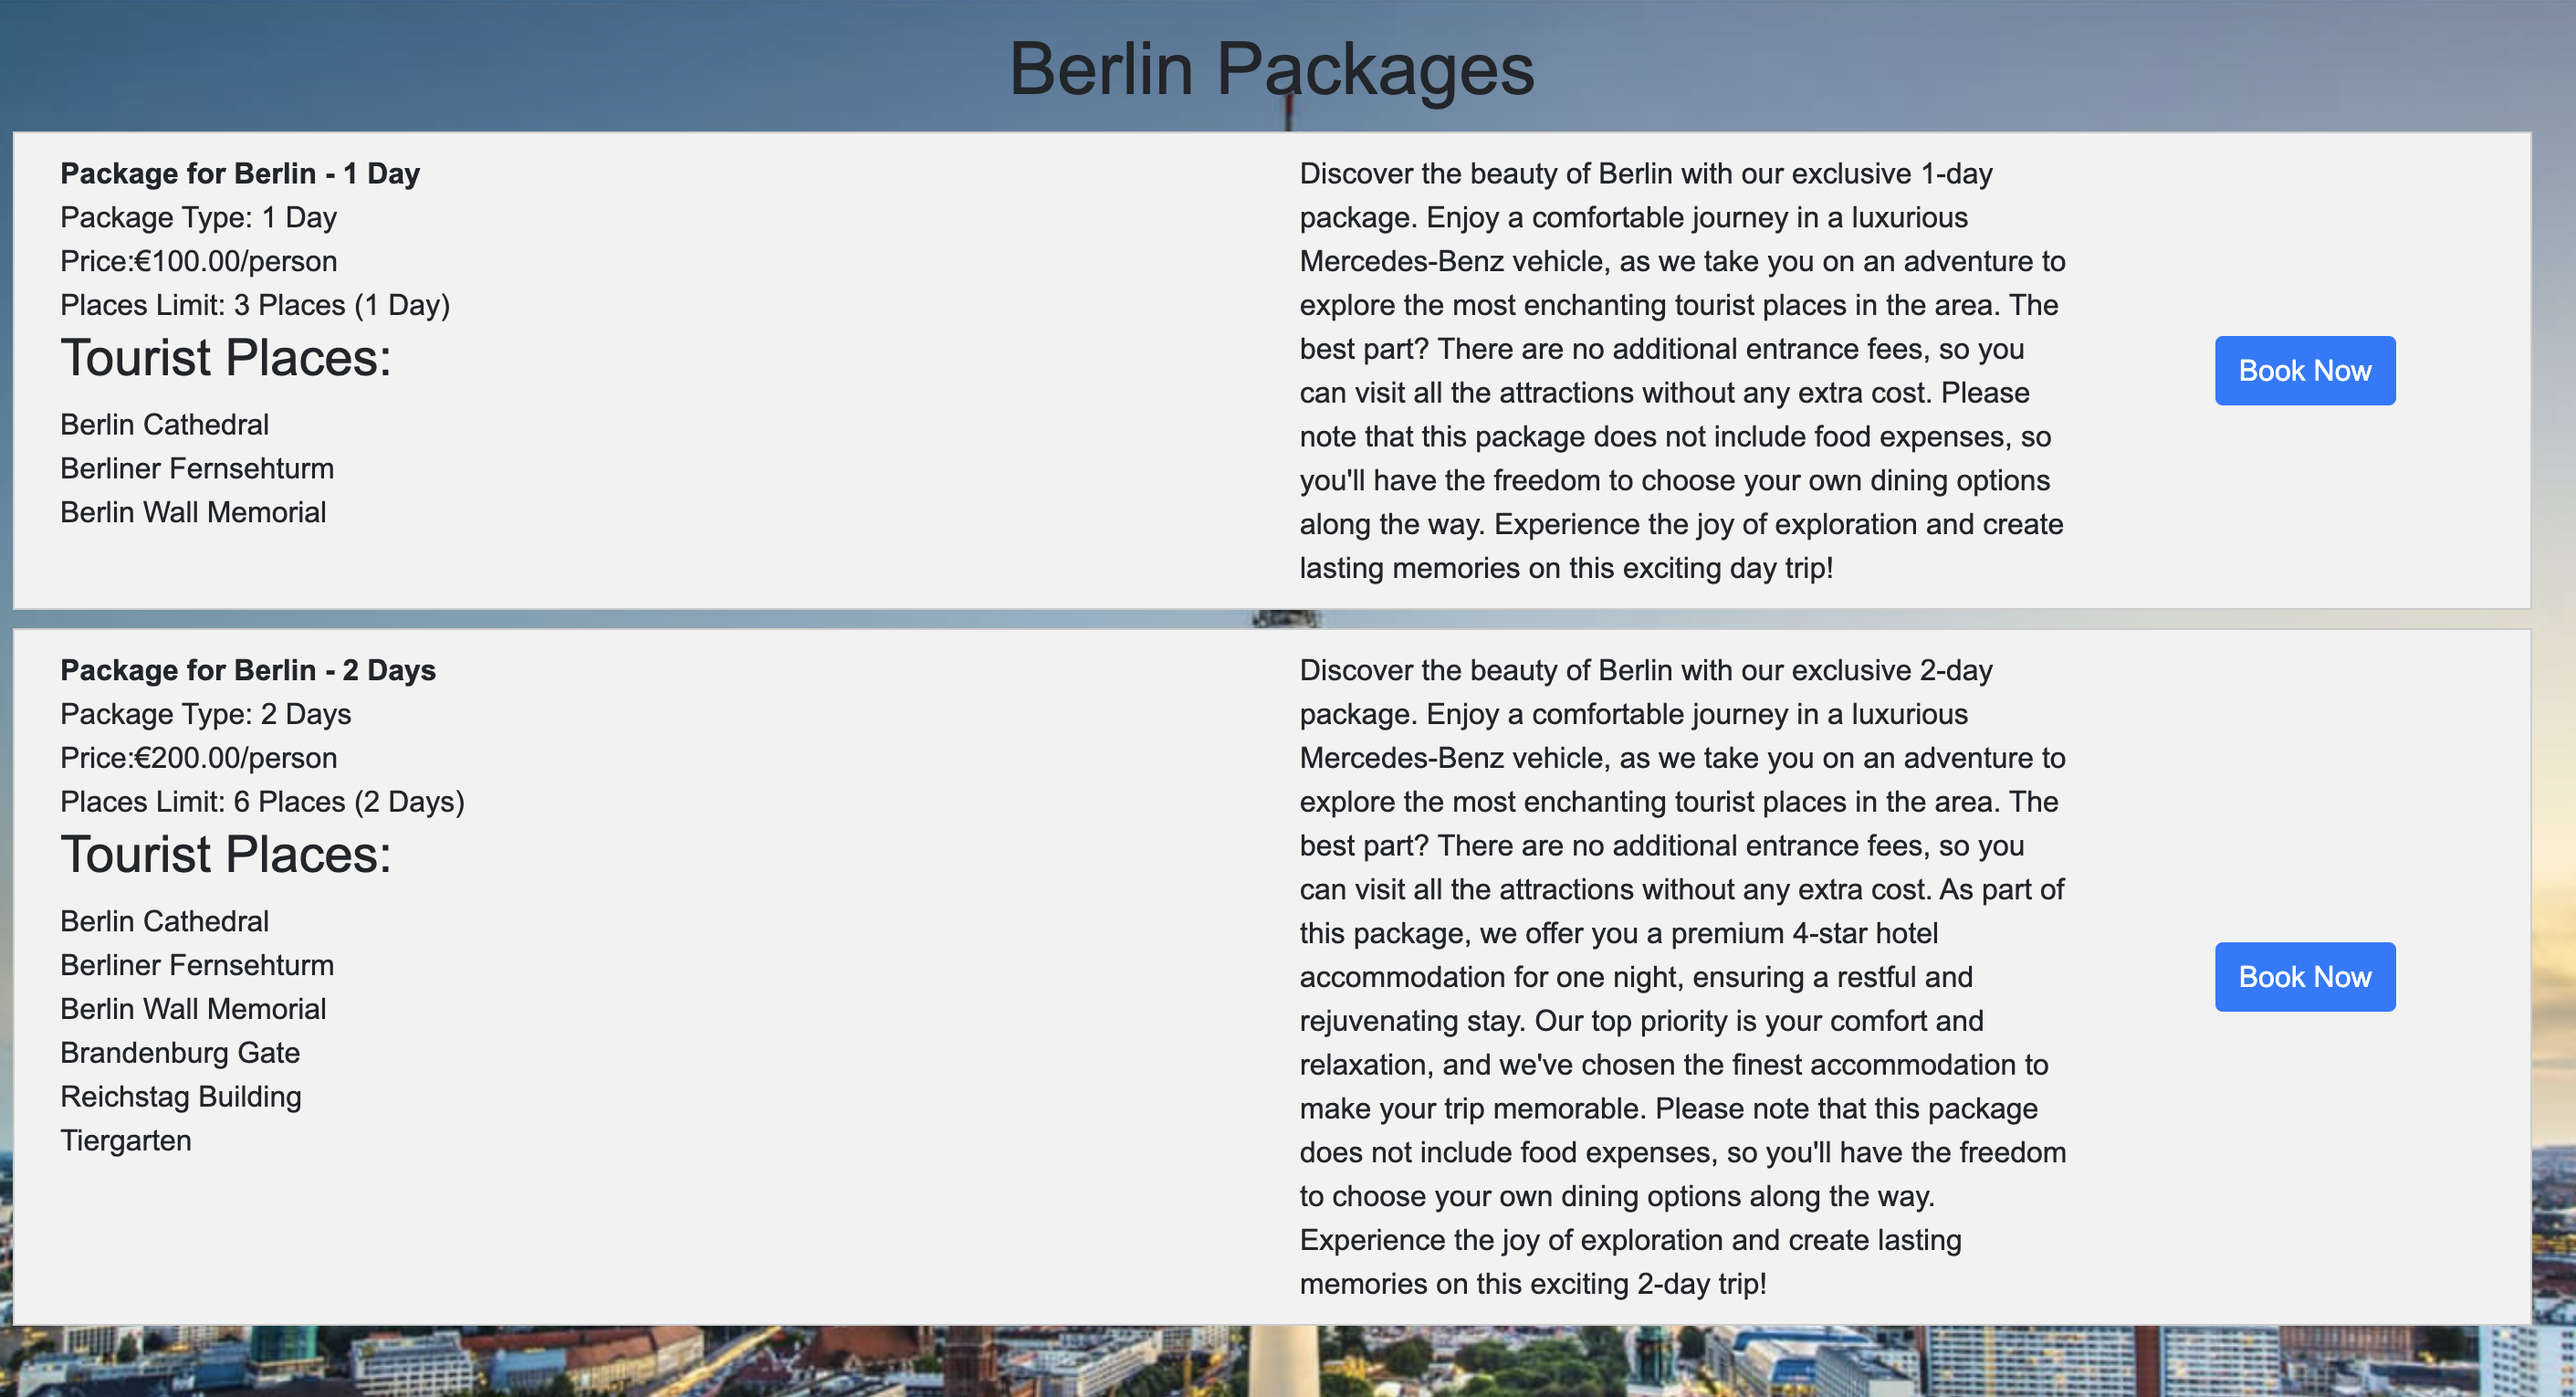 Berlin Packages
Package for Berlin - 1 Day
Package Type: 1 Day
Price:€100.00/person
Places Limit: 3 Places (1 Day)
Tourist Places:
Berlin Cathedral
Berliner Fernsehturm
Berlin Wall Memorial
Discover the beauty of Berlin with our exclusive 1-day
package. Enjoy a comfortable journey in a luxurious
Mercedes-Benz vehicle, as we take you on an adventure to
explore the most enchanting tourist places in the area. The
best part? There are no additional entrance fees, so you
can visit all the attractions without any extra cost. Please
note that this package does not include food expenses, so
you'll have the freedom to choose your own dining options
along the way. Experience the joy of exploration and create
lasting memories on this exciting day trip!
Book Now
Package for Berlin - 2 Days
Package Type: 2 Days
Price:€200.00/person
Places Limit: 6 Places (2 Days)
Tourist Places:
Berlin Cathedral
Berliner Fernsehturm
Berlin Wall Memorial
Brandenburg Gate
Reichstag Building
Tiergarten
Discover the beauty of Berlin with our exclusive 2-day
package. Enjoy a comfortable journey in a luxurious
Mercedes-Benz vehicle, as we take you on an adventure to
explore the most enchanting tourist places in the area. The
best part? There are no additional entrance fees, so you
can visit all the attractions without any extra cost. As part of
this package, we offer you a premium 4-star hotel
accommodation for one night, ensuring a restful and
rejuvenating stay. Our top priority is your comfort and
relaxation, and we've chosen the finest accommodation to
make your trip memorable. Please note that this package
does not include food expenses, so you'll have the freedom
to choose your own dining options along the way.
Experience the joy of exploration and create lasting
memories on this exciting 2-day trip!
Book Now